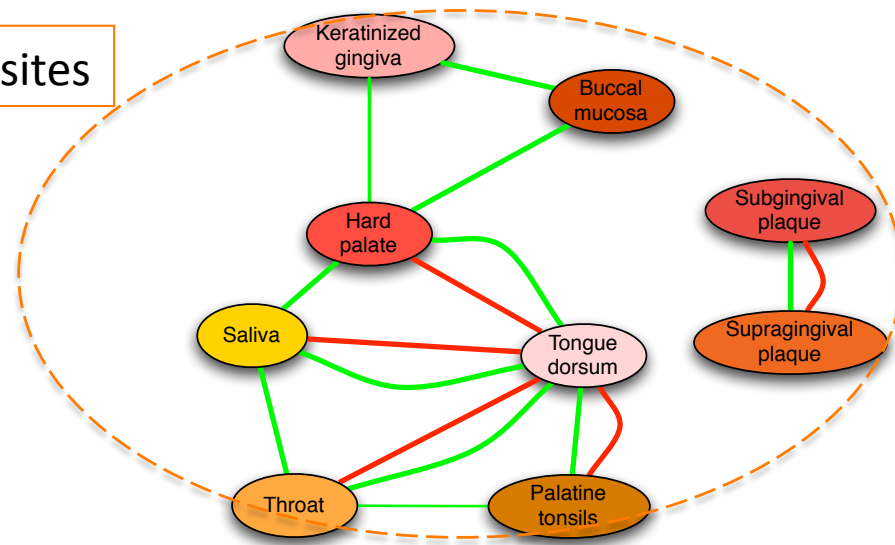 sites
Keratinized
gingiva
Buccal
mucosa
Subgingival
plaque
Hard
palate
Saliva
Tongue
dorsum
Supragingival
plaque
Throat
Palatine
tonsils